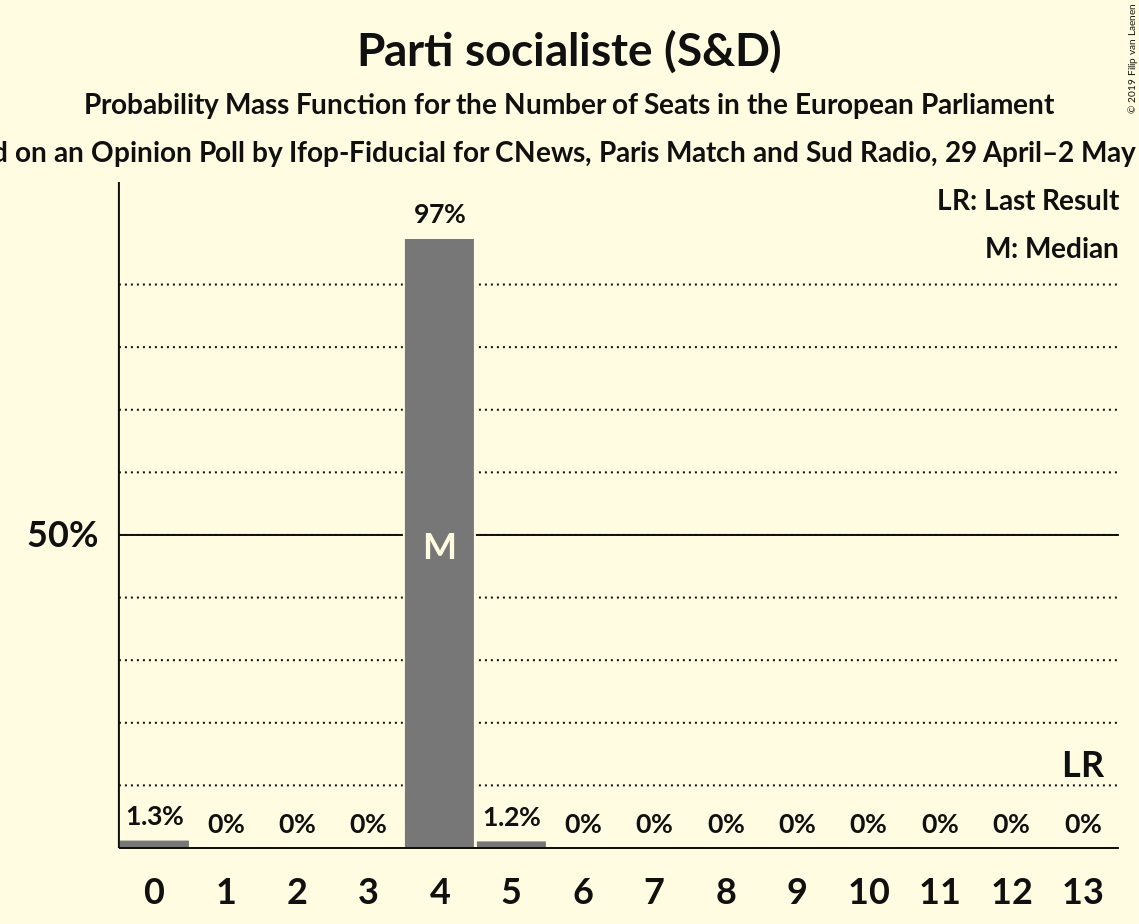 Parti socialiste (S&D)
Probability Mass Function for the Number of Seats in the European Parliament
on an Opinion Poll by Ifop-Fiducial for CNews, Paris Match and Sud Radio, 29 April–2 May
© 2019 Filip van Laenen
LR: Last Result
M: Median
97%
50%
M
LR
1.3% 0% 0% 0% 1.2% 0% 0% 0% 0% 0% 0% 0% 0%
0 1 2 3 4 5 6 7 8 9 10 11 12 13